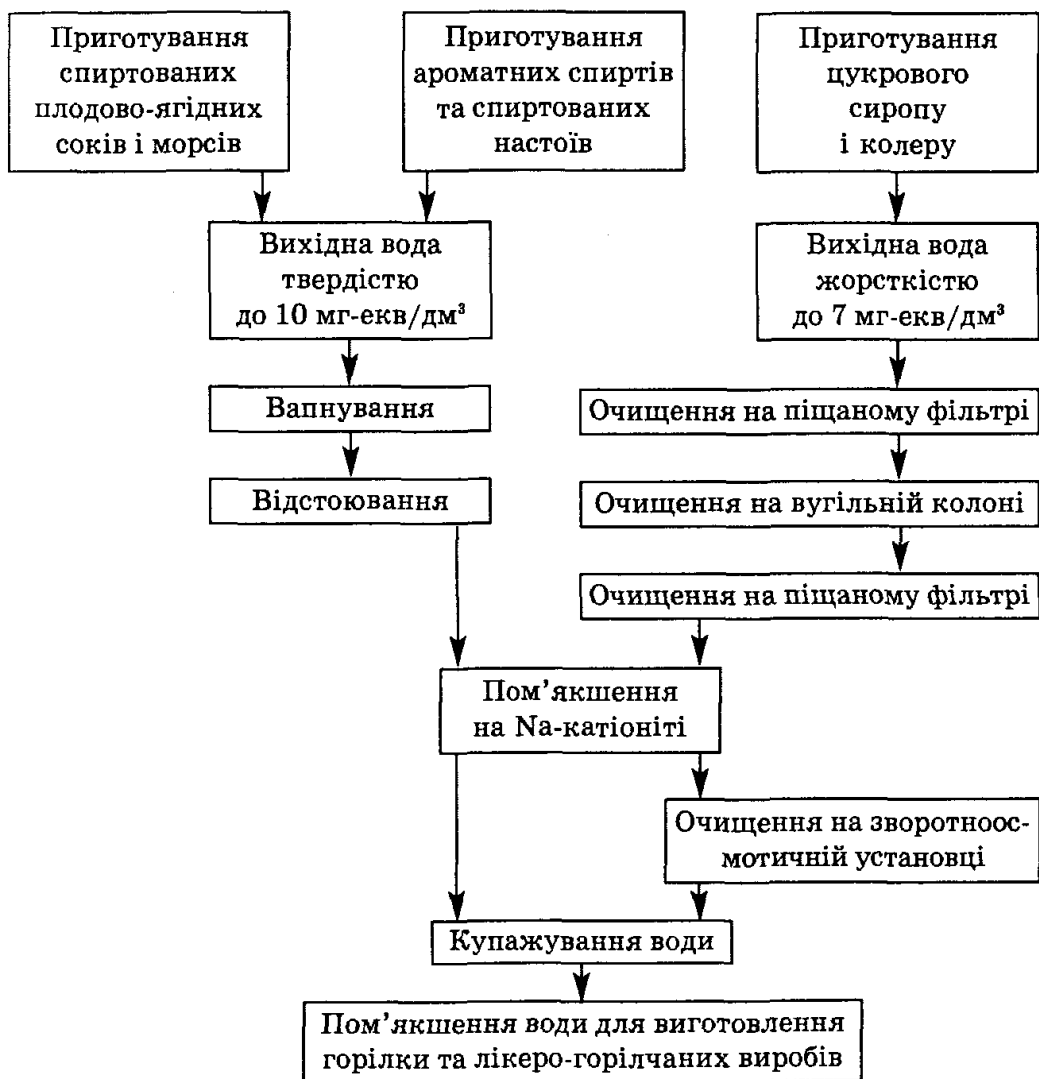 Приготування
спиртованих
плодово-ягідних
соків і морсів
Приготування
ароматних спиртів
та спиртованих
настоїв
Приготування
цукрового
сиропу
і колеру
Вихідна вода
твердістю
до 10 мг-екв/дм³
Вихідна вода
жорсткістю
до 7 мг-екв/дм³
Вапнування
Очищення на піщаному фільтрі
Відстоювання
Очищення на вугільній колоні
Очищення на піщаному фільтрі
Пом’якшення
на Na-катіоніті
Очищення на зворотноос-
мотичній установці
Купажування води
Пом’якшення води для виготовлення
горілки та лікеро-горілчаних виробів